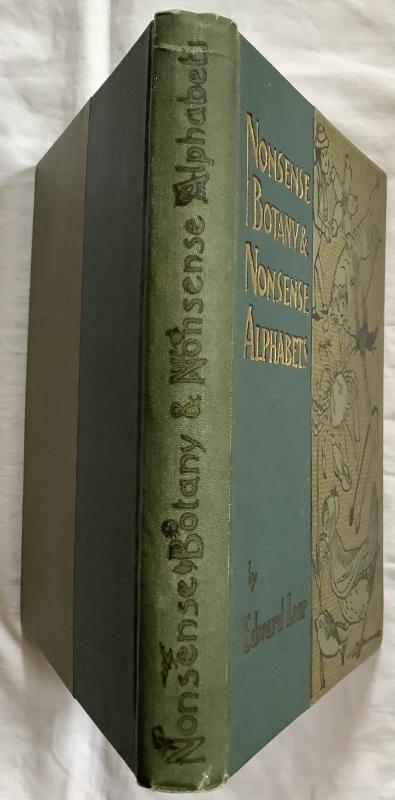 Nonsense Botany & Nonsense Alphabets
NONSENSE
BOTANY &
NONSENSE
ALPHABETS
by
Edward Lear